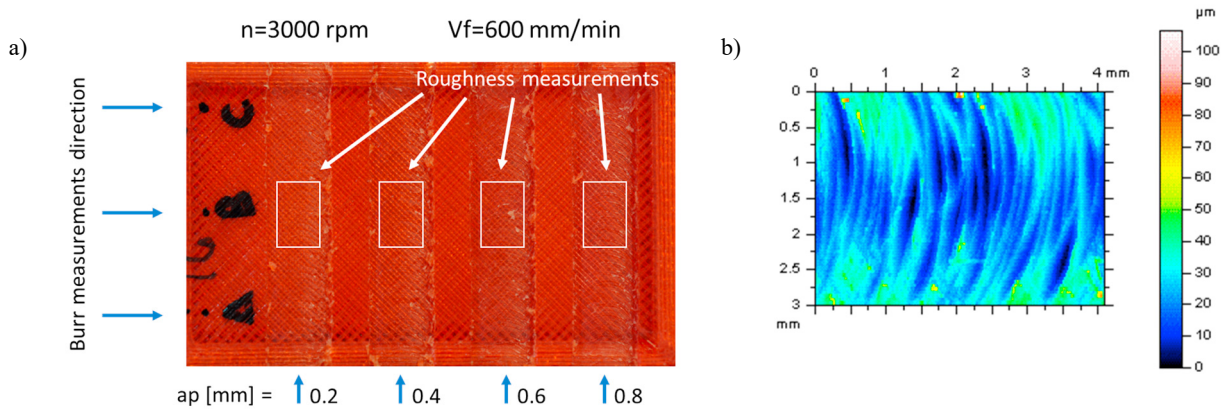 a)
n=3000 rpm Vf=600 mm/min
Roughness measurements
Burr measurements direction
ap [mm] = 0.2 0.4 0.6 0.8
b)
µm
0 1 2 3 4 mm
0
0.5
1
1.5
2
2.5
3
mm
100
90
80
70
60
50
40
30
20
10
0